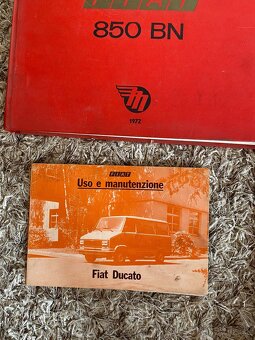 850 BN
1972
FIAT
Uso e manutenzione
Fiat Ducato